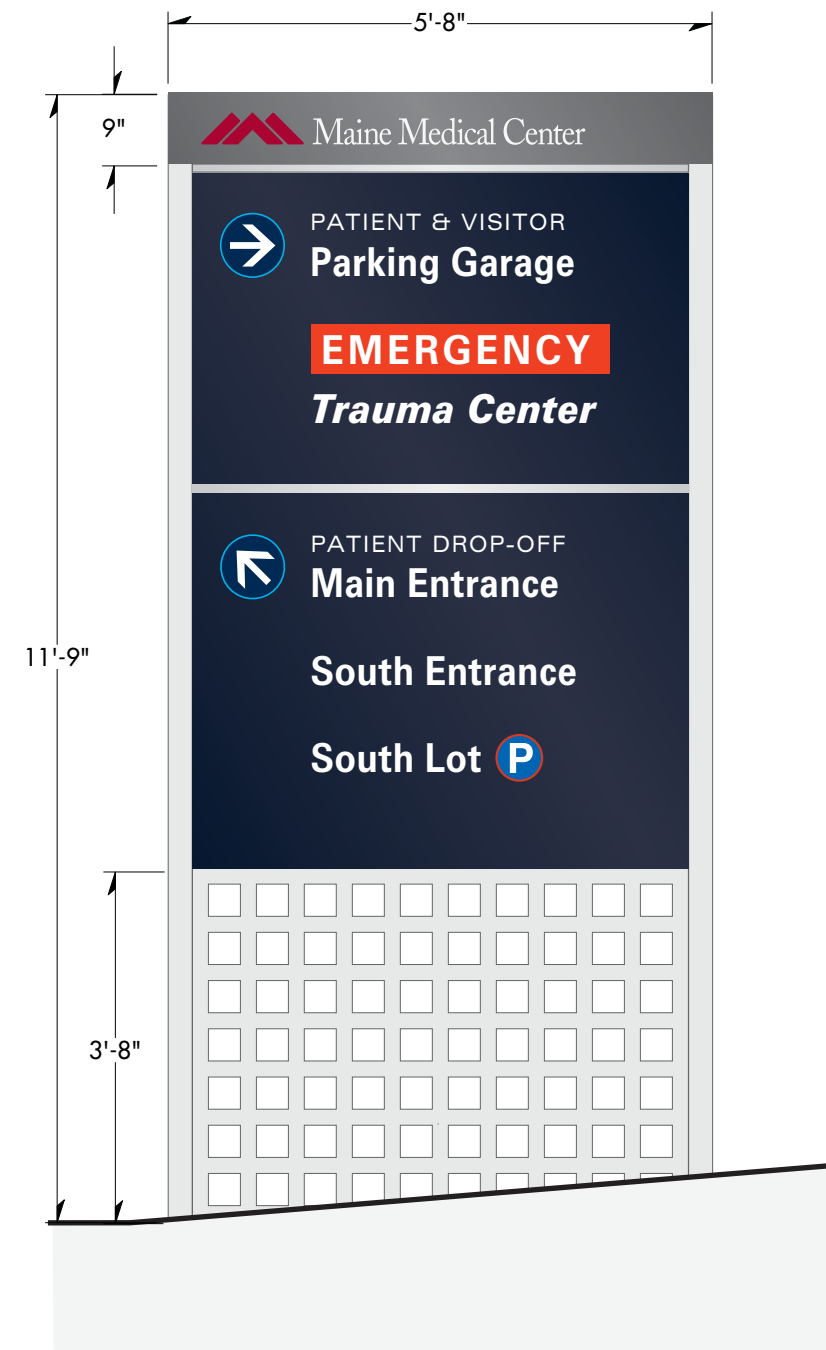 5'-8"
9"
Maine Medical Center
PATIENT & VISITOR
Parking Garage
EMERGENCY
Trauma Center
PATIENT DROP-OFF
Main Entrance
11'-9"
South Entrance
South Lot P
3'-8"